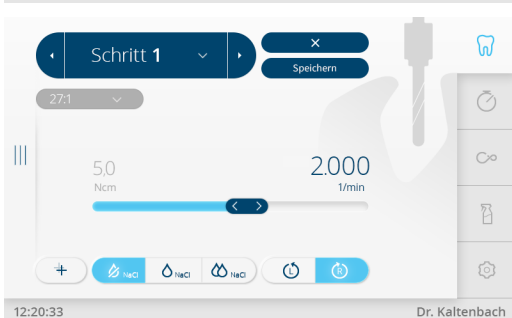 Schritt 1
Speichern
27:1
5,0
Ncm
2.000
1/min
NaCl NaCl NaCl L R
12:20:33 Dr. Kaltenbach